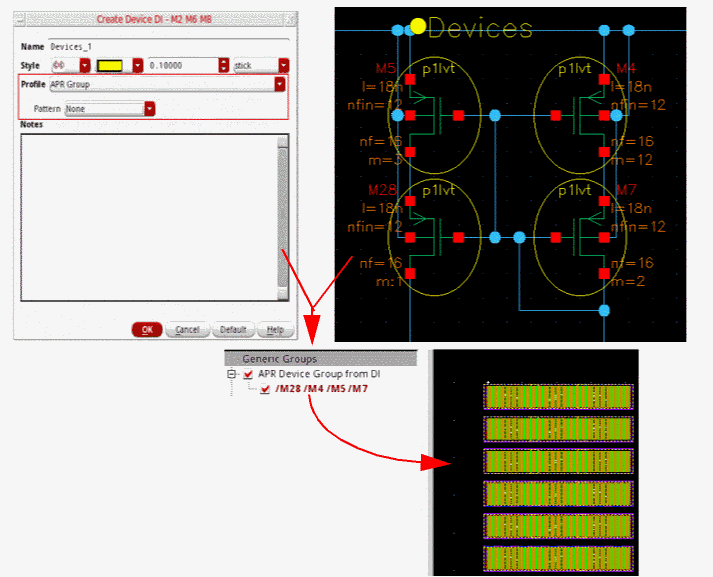 Create Device DI - M2 M6 M8
Name Devices_1
Style 0.10000 stick
Profile APR Group
Pattern None
Notes
OK Cancel Default Help
Devices
M5 p1lvt
l=18n
nfin=12
nf=16
m=3
p1lvt M4
l=18n
nfin=12
nf=16
m=12
M28 p1lvt
l=18n
nfin=12
nf=16
m:1
p1lvt M7
l=18n
nfin=12
nf=16
m=2
Generic Groups
APR Device Group from DI
/M28 /M4 /M5 /M7